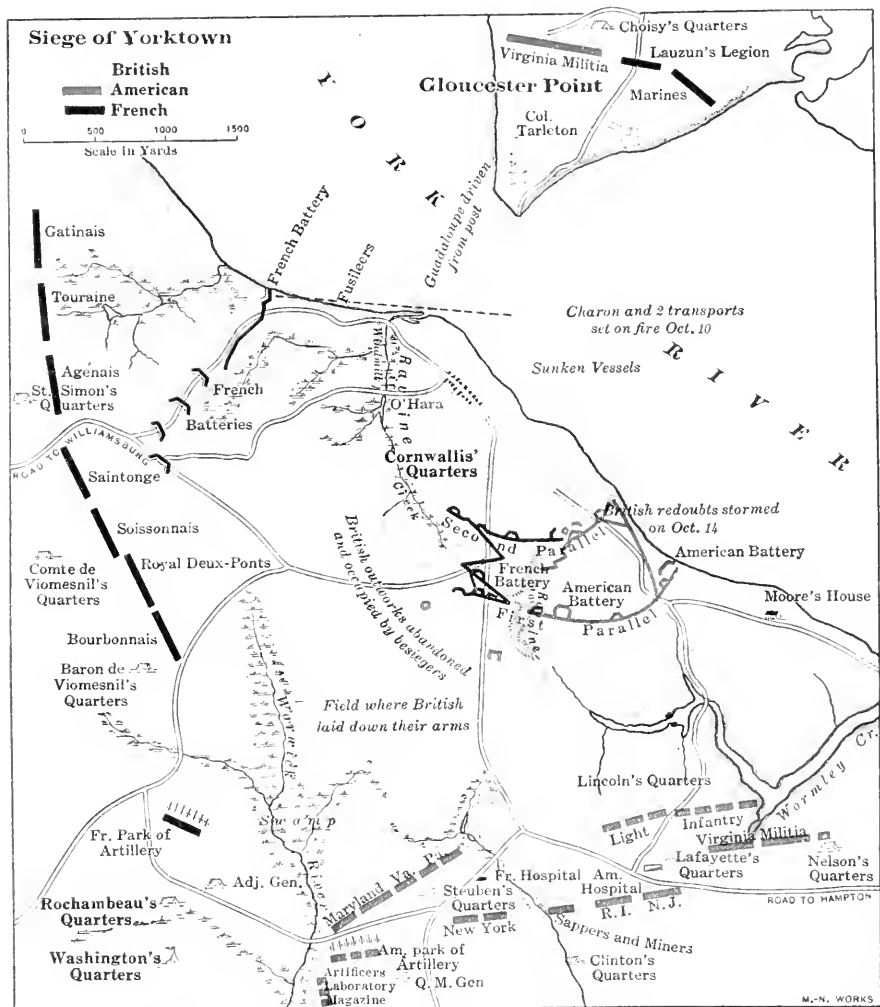 Siege of Yorktown
British
American
French
0 500 1000 1500
Scale in Yards
YORK
RIVER
Choisy's Quarters
Virginia Militia
Lauzun's Legion
Gloucester Point
Marines
Col.
Tarleton
Guadaloupe driven
from post
French Battery
Fusileers
Gatinais
Touraine
Agénais
St. Simon's
Quarters
French
Batteries
Windmill
Ravine
Creek
O'Hara
Charon and 2 transports
set on fire Oct. 10
Sunken Vessels
ROAD TO WILLIAMSBURG
Cornwallis'
Quarters
Saintonge
Soissonnais
Royal Deux-Ponts
Comte de
Viomesnil's
Quarters
Bourbonnais
Baron de
Viomesnil's
Quarters
British outworks abandoned
and occupied by besiegers
Second Parallel
British redoubts stormed
on Oct. 14
French
Battery
American Battery
American
Battery
First Parallel
Ravines
Moore's House
Field where British
laid down their arms
Warwick
Swamp
River
Lincoln's Quarters
Wormley Cr.
Light Infantry
Virginia Militia
Lafayette's
Quarters
Nelson's
Quarters
Fr. Park of
Artillery
Adj. Gen.
Maryland Va. Pa.
Fr. Hospital
Am.
Hospital
Steuben's
Quarters
New York
R.I. N.J.
ROAD TO HAMPTON
Sappers and Miners
Rochambeau's
Quarters
Washington's
Quarters
Am. park of
Artillery
Artificers
Laboratory
Magazine
Q. M. Gen
Clinton's
Quarters
M.-N. WORKS